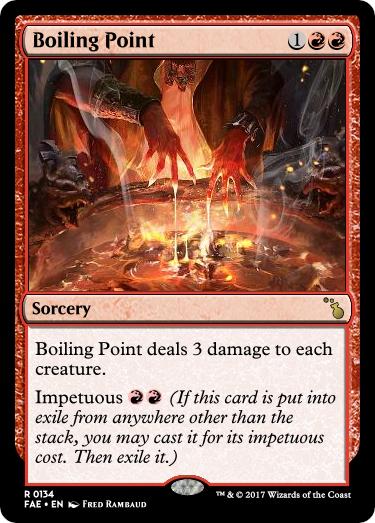 Boiling Point 1
Sorcery
Boiling Point deals 3 damage to each
creature.
Impetuous (If this card is put into
exile from anywhere other than the
stack, you may cast it for its impetuous
cost. Then exile it.)
R 0134
FAE • EN Fred Rambaud
™ & © 2017 Wizards of the Coast